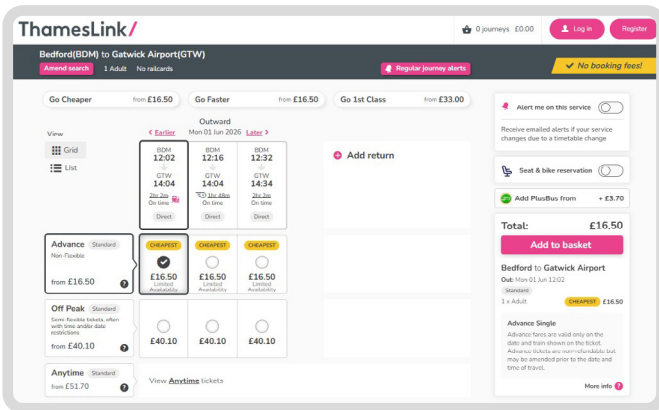 ThamesLink/
0 journeys £0.00
Log in
Register
Bedford(BDM) to Gatwick Airport(GTW)
Amend search 1 Adult No railcards
Regular journey alerts
No booking fees!
Go Cheaper from £16.50
Go Faster from £16.50
Go 1st Class from £33.00
Outward
View
Earlier Mon 01 Jun 2026 Later
Grid
List
BDM BDM BDM
12:02 12:16 12:32
GTW GTW GTW
14:04 14:04 14:34
2hr 2m 1hr 48m 2hr 2m
On time On time On time
Direct Direct Direct
Add return
Advance Standard
Non-Flexible
from £16.50
CHEAPEST CHEAPEST CHEAPEST
£16.50 £16.50 £16.50
Limited Limited Limited
Availability Availability Availability
Off Peak Standard
Semi-flexible tickets, often
with time and/or date
restrictions
from £40.10
£40.10 £40.10 £40.10
Anytime Standard
from £51.70
View Anytime tickets
Alert me on this service
Receive emailed alerts if your service
changes due to a timetable change
Seat & bike reservation
Add PlusBus from + £3.70
Total: £16.50
Add to basket
Bedford to Gatwick Airport
Out: Mon 01 Jun 12:02
Standard
1 x Adult CHEAPEST £16.50
Advance Single
Advance fares are valid only on the
date and train shown on the ticket.
Advance tickets are non-refundable but
may be amended prior to the date and
time of travel.
More info